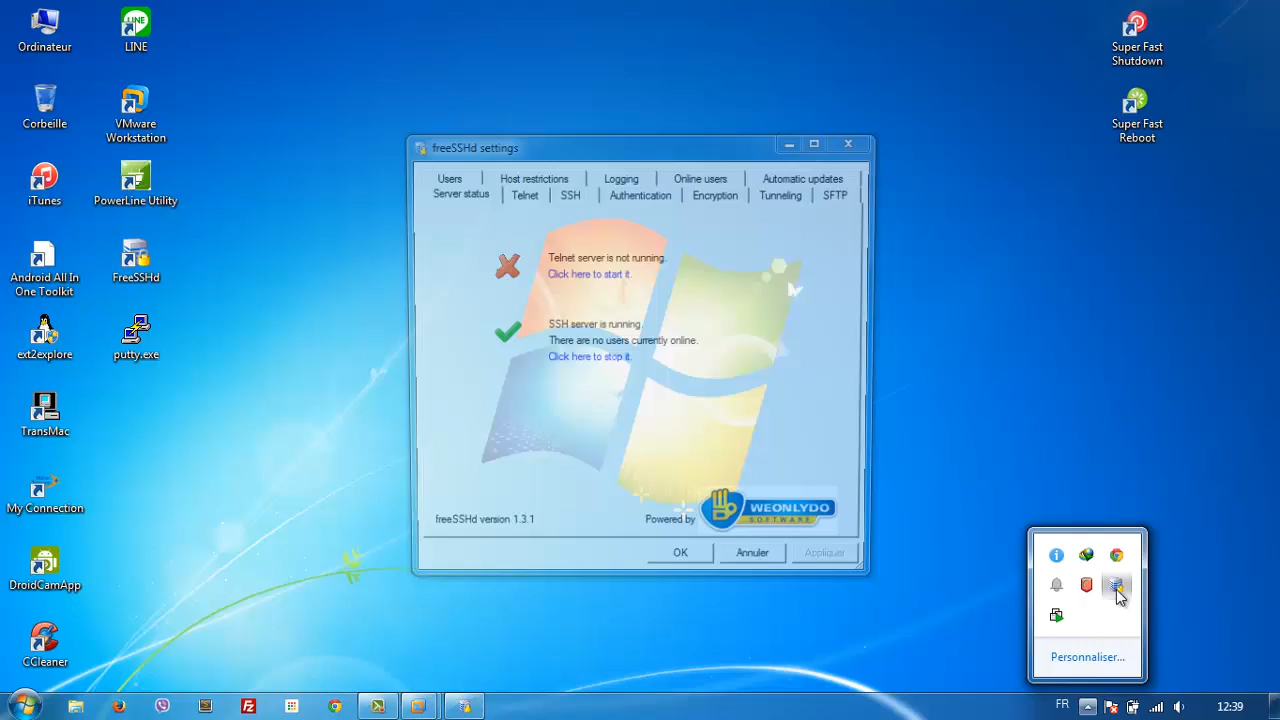 Ordinateur
LINE
Super Fast
Shutdown
Corbeille
VMware
Workstation
Super Fast
Reboot
iTunes
PowerLine Utility
Android All In
One Toolkit
FreeSSHd
ext2explore
putty.exe
TransMac
My Connection
DroidCamApp
CCleaner
freeSSHd settings
Users
Host restrictions
Logging
Online users
Automatic updates
Server status
Telnet
SSH
Authentication
Encryption
Tunneling
SFTP
Telnet server is not running.
Click here to start it.
SSH server is running.
There are no users currently online.
Click here to stop it.
freeSSHd version 1.3.1
Powered by
WEONLYDO
SOFTWARE
OK
Annuler
Appliquer
Personnaliser...
FR
12:39